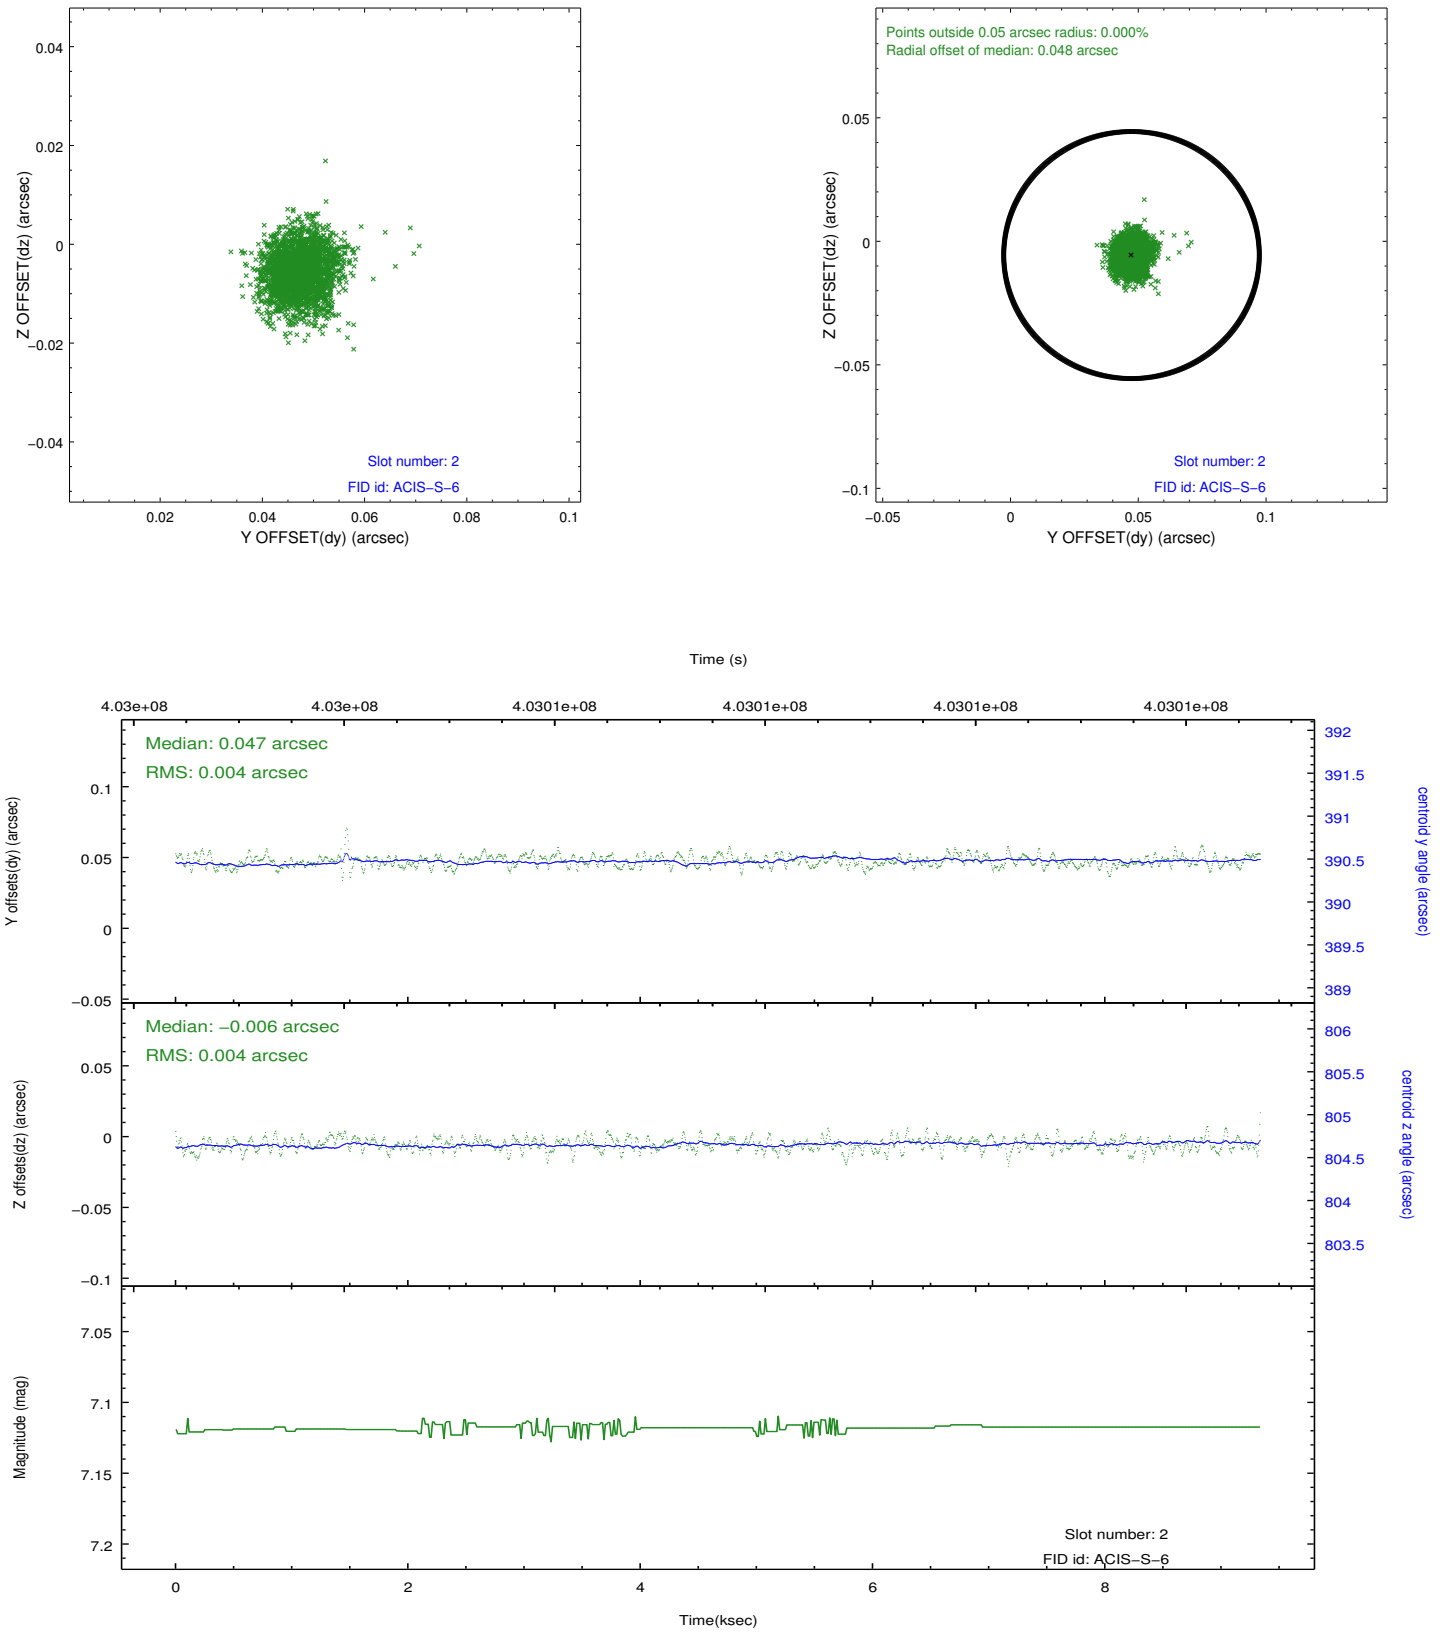 0.04
0.02
0
−0.02
−0.04
0.02
0.04
0.06
0.08
0.1
Z OFFSET(dz) (arcsec)
Y OFFSET(dy) (arcsec)
Slot number: 2
FID id: ACIS−S−6
Points outside 0.05 arcsec radius: 0.000%
Radial offset of median: 0.048 arcsec
0.05
0
−0.05
−0.1
−0.05
0
0.05
0.1
Z OFFSET(dz) (arcsec)
Y OFFSET(dy) (arcsec)
Slot number: 2
FID id: ACIS−S−6
Time (s)
4.03e+08
4.03e+08
4.0301e+08
4.0301e+08
4.0301e+08
4.0301e+08
Median: 0.047 arcsec
RMS: 0.004 arcsec
0.1
0.05
0
−0.05
Y offsets(dy) (arcsec)
392
391.5
391
390.5
390
389.5
389
centroid y angle (arcsec)
Median: −0.006 arcsec
RMS: 0.004 arcsec
0.05
0
−0.05
−0.1
Z offsets(dz) (arcsec)
806
805.5
805
804.5
804
803.5
centroid z angle (arcsec)
7.05
7.1
7.15
7.2
Magnitude (mag)
Slot number: 2
FID id: ACIS−S−6
0
2
4
6
8
Time(ksec)